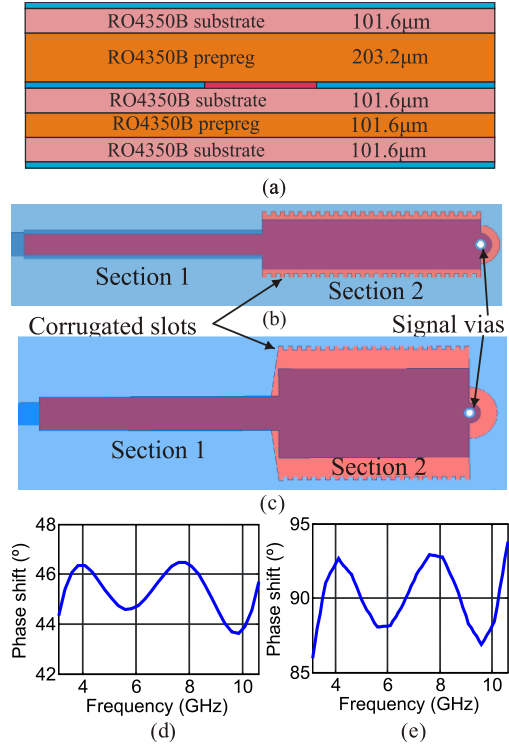 RO4350B substrate 101.6μm
RO4350B prepreg 203.2μm
RO4350B substrate 101.6μm
RO4350B prepreg 101.6μm
RO4350B substrate 101.6μm
(a)
Section 1 Section 2
(b)
Corrugated slots Signal vias
Section 1 Section 2
(c)
Phase shift (º)
48
46
44
42
4 6 8 10
Frequency (GHz)
(d)
Phase shift (º)
95
90
85
4 6 8 10
Frequency (GHz)
(e)